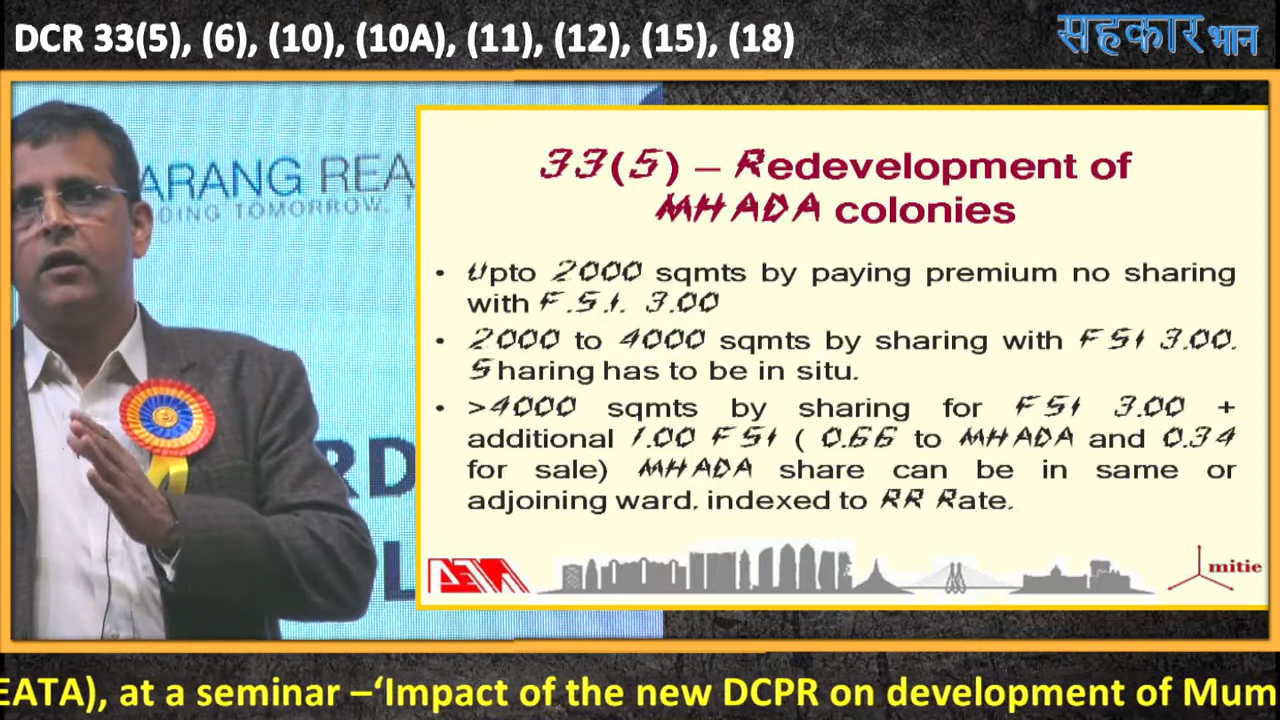 DCR 33(5), (6), (10), (10A), (11), (12), (15), (18)
सहकार भान
ARANG REA
DING TOMORROW. T
RD
L
33(5) – Redevelopment of
MHADA colonies
• Upto 2000 sqmts by paying premium no sharing
with F.S.I. 3.00
• 2000 to 4000 sqmts by sharing with FSI 3.00.
Sharing has to be in situ.
• >4000 sqmts by sharing for FSI 3.00 +
additional 1.00 FSI ( 0.66 to MHADA and 0.34
for sale) MHADA share can be in same or
adjoining ward, indexed to RR Rate.
mitie
EATA), at a seminar –‘Impact of the new DCPR on development of Mum